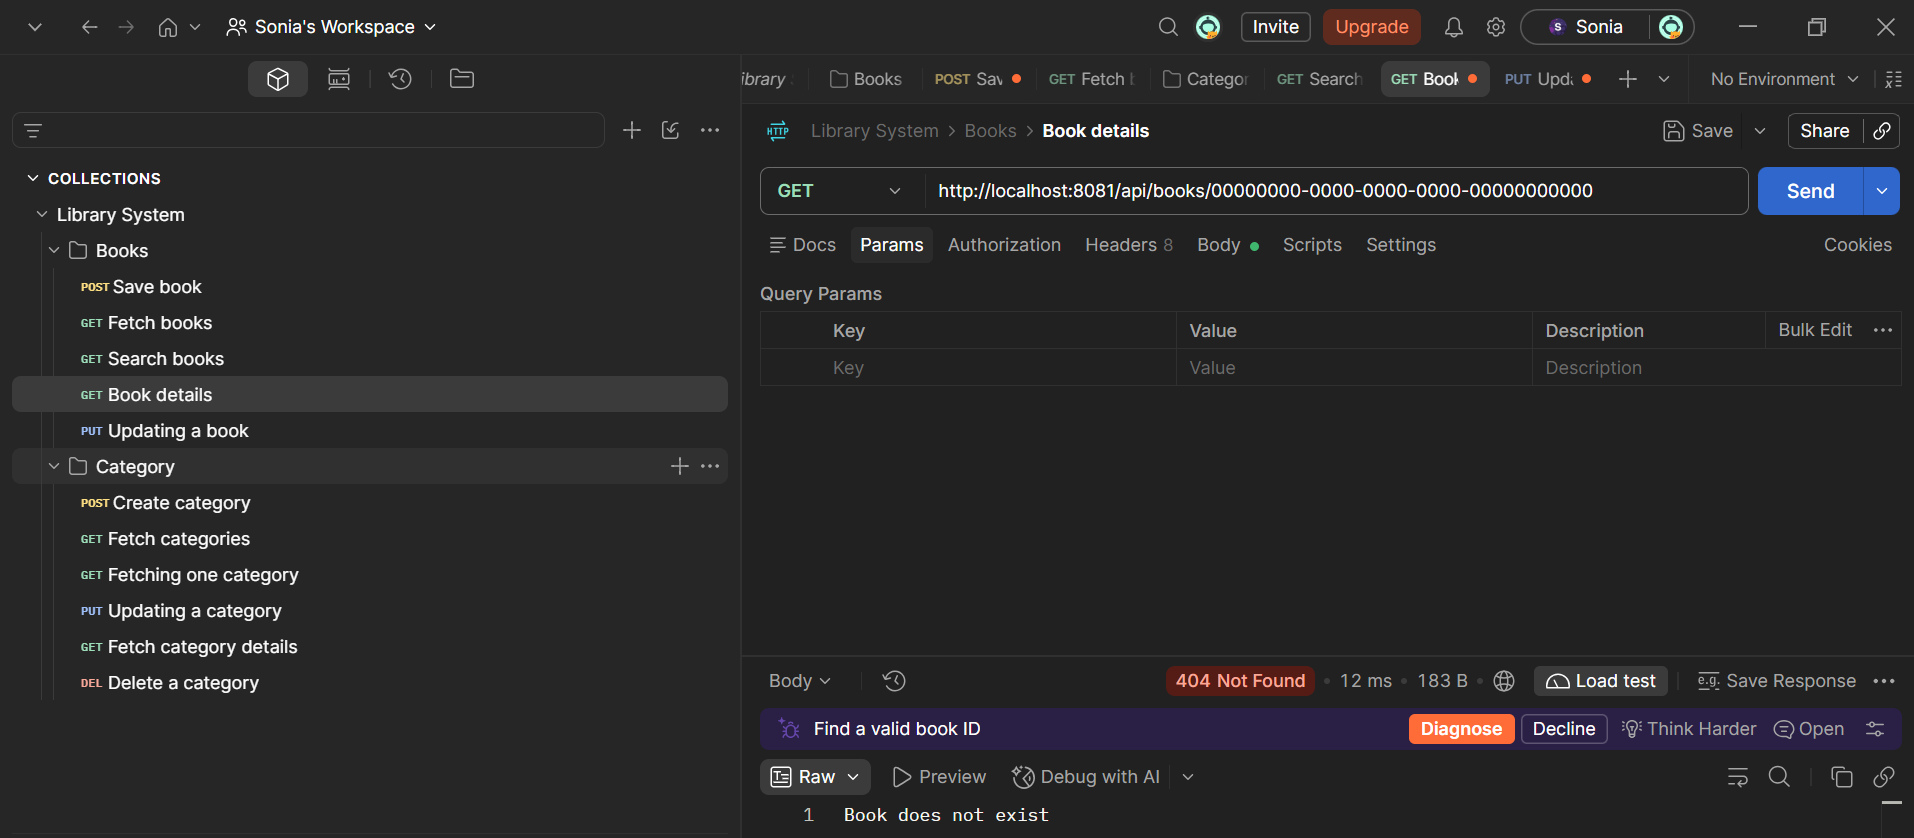 Sonia's Workspace
Invite
Upgrade
S Sonia
ibrary
Books
POST Sav
GET Fetch
Categor
GET Search
GET Book
PUT Upd
No Environment
COLLECTIONS
Library System
Books
POST Save book
GET Fetch books
GET Search books
GET Book details
PUT Updating a book
Category
POST Create category
GET Fetch categories
GET Fetching one category
PUT Updating a category
GET Fetch category details
DEL Delete a category
HTTP Library System > Books > Book details
Save
Share
GET http://localhost:8081/api/books/00000000-0000-0000-0000-00000000000
Send
Docs Params Authorization Headers 8 Body Scripts Settings Cookies
Query Params
Key Value Description Bulk Edit
Key Value Description
Body
404 Not Found • 12 ms • 183 B
Load test
e.g. Save Response
Find a valid book ID
Diagnose
Decline
Think Harder
Open
Raw
Preview
Debug with AI
1 Book does not exist